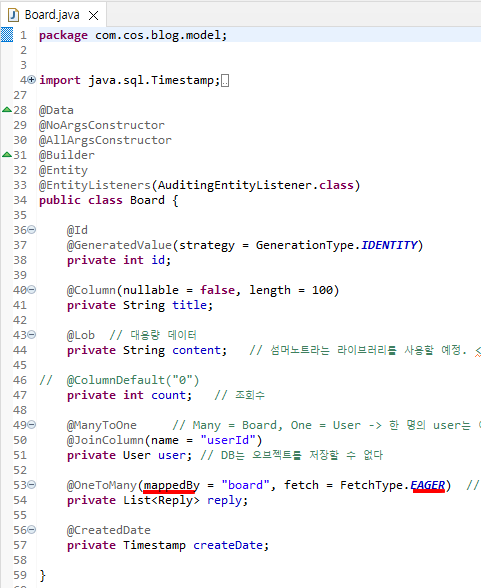 Board.java
1 package com.cos.blog.model;
2
3
4 import java.sql.Timestamp;
27
28 @Data
29 @NoArgsConstructor
30 @AllArgsConstructor
31 @Builder
32 @Entity
33 @EntityListeners(AuditingEntityListener.class)
34 public class Board {
35
36 @Id
37 @GeneratedValue(strategy = GenerationType.IDENTITY)
38 private int id;
39
40 @Column(nullable = false, length = 100)
41 private String title;
42
43 @Lob // 대용량 데이터
44 private String content; // 섬머노트라는 라이브러리를 사용할 예정. <
45
46 // @ColumnDefault("0")
47 private int count; // 조회수
48
49 @ManyToOne // Many = Board, One = User -> 한 명의 user는
50 @JoinColumn(name = "userId")
51 private User user; // DB는 오브젝트를 저장할 수 없다
52
53 @OneToMany(mappedBy = "board", fetch = FetchType.EAGER) //
54 private List<Reply> reply;
55
56 @CreatedDate
57 private Timestamp createDate;
58
59 }